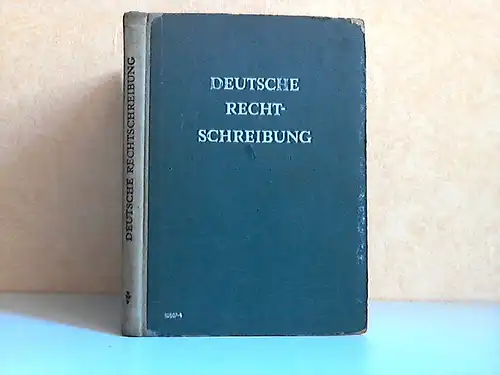 DEUTSCHE
RECHT-
SCHREIBUNG
DEUTSCHE RECHTSCHREIBUNG